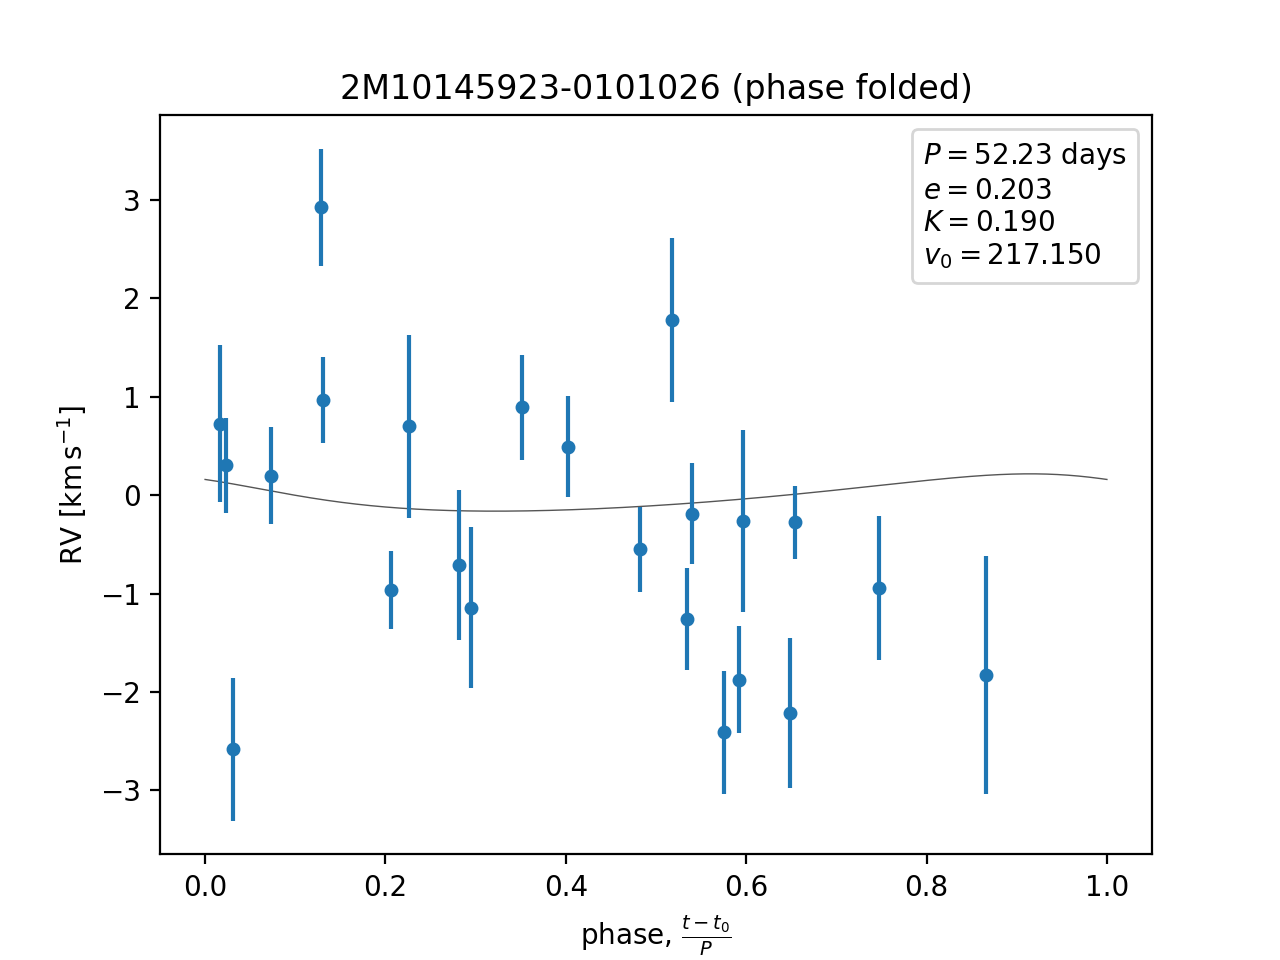 2M10145923-0101026 (phase folded)
P = 52.23 days
e = 0.203
K = 0.190
v₀ = 217.150
RV [km s⁻¹]
3
2
1
0
−1
−2
−3
0.0 0.2 0.4 0.6 0.8 1.0
phase, (t − t₀)/P